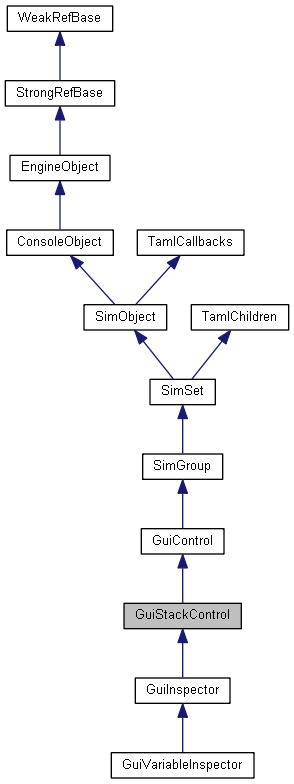 WeakRefBase
StrongRefBase
EngineObject
ConsoleObject
TamlCallbacks
SimObject
TamlChildren
SimSet
SimGroup
GuiControl
GuiStackControl
GuiInspector
GuiVariableInspector